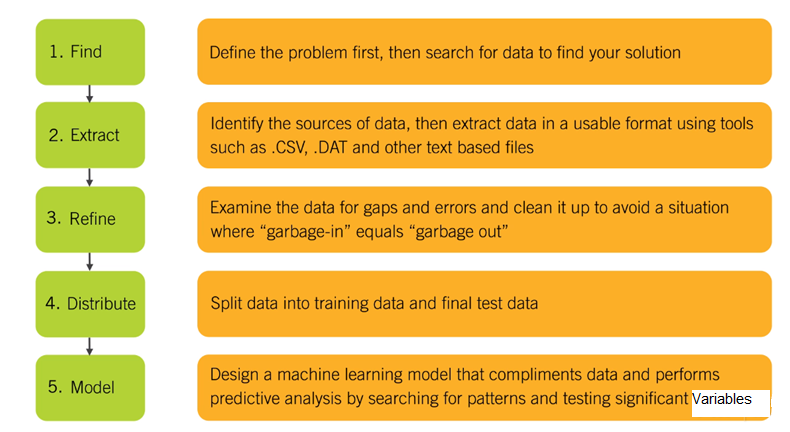 1. Find
Define the problem first, then search for data to find your solution
2. Extract
Identify the sources of data, then extract data in a usable format using tools
such as .CSV, .DAT and other text based files
3. Refine
Examine the data for gaps and errors and clean it up to avoid a situation
where “garbage-in” equals “garbage out”
4. Distribute
Split data into training data and final test data
5. Model
Design a machine learning model that compliments data and performs
predictive analysis by searching for patterns and testing significant Variables